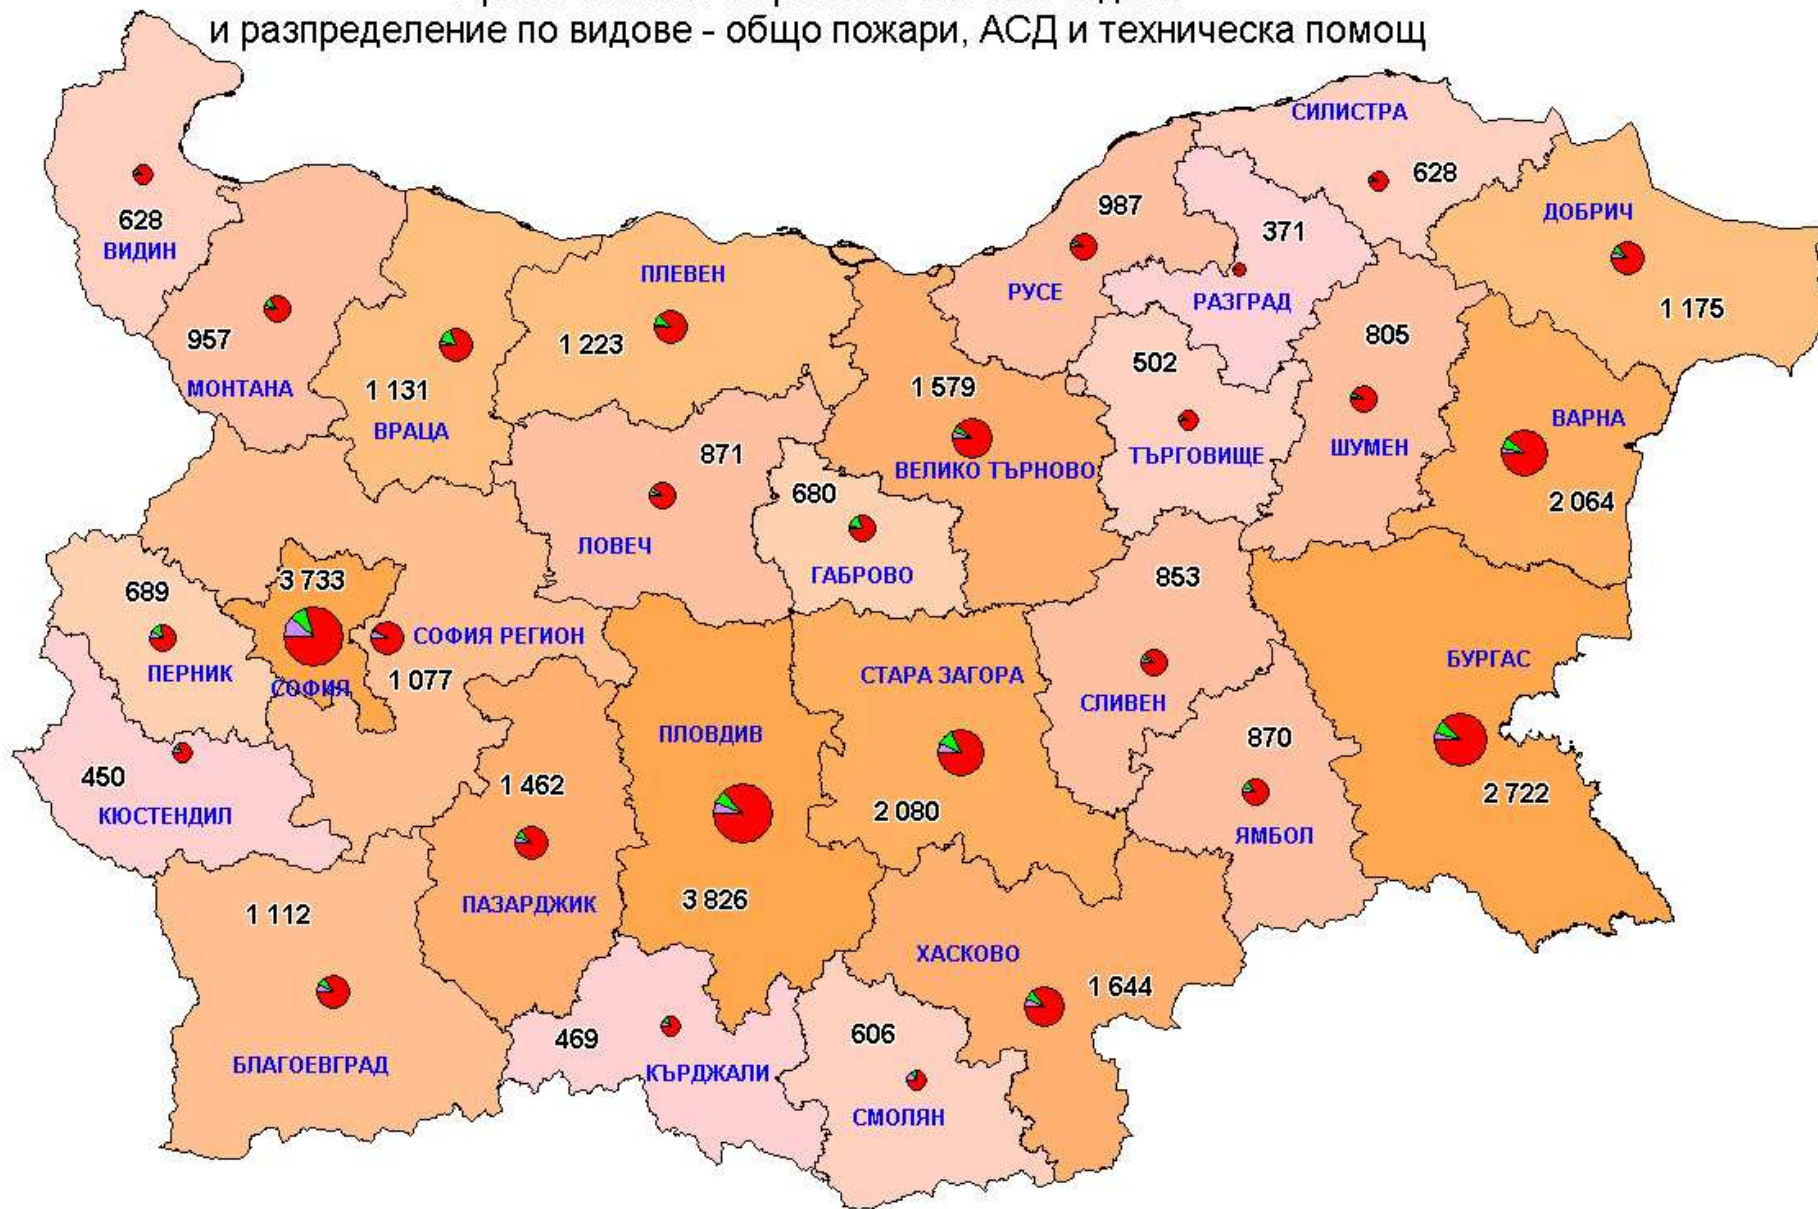 и разпределение по видове - общо пожари, АСД и техническа помощ
СИЛИСТРА
628
987
628
ВИДИН
371
ДОБРИЧ
ПЛЕВЕН
РУСЕ
РАЗГРАД
1 175
957
1 223
805
МОНТАНА
1 131
502
1 579
ВРАЦА
ВАРНА
871
ВЕЛИКО ТЪРНОВО
ТЪРГОВИЩЕ
ШУМЕН
680
2 064
ЛОВЕЧ
ГАБРОВО
853
3 733
689
СОФИЯ РЕГИОН
БУРГАС
ПЕРНИК
СОФИЯ
1 077
СТАРА ЗАГОРА
СЛИВЕН
ПЛОВДИВ
870
450
1 462
2 722
КЮСТЕНДИЛ
2 080
ЯМБОЛ
1 112
ПАЗАРДЖИК
3 826
ХАСКОВО
1 644
469
606
БЛАГОЕВГРАД
КЪРДЖАЛИ
СМОЛЯН